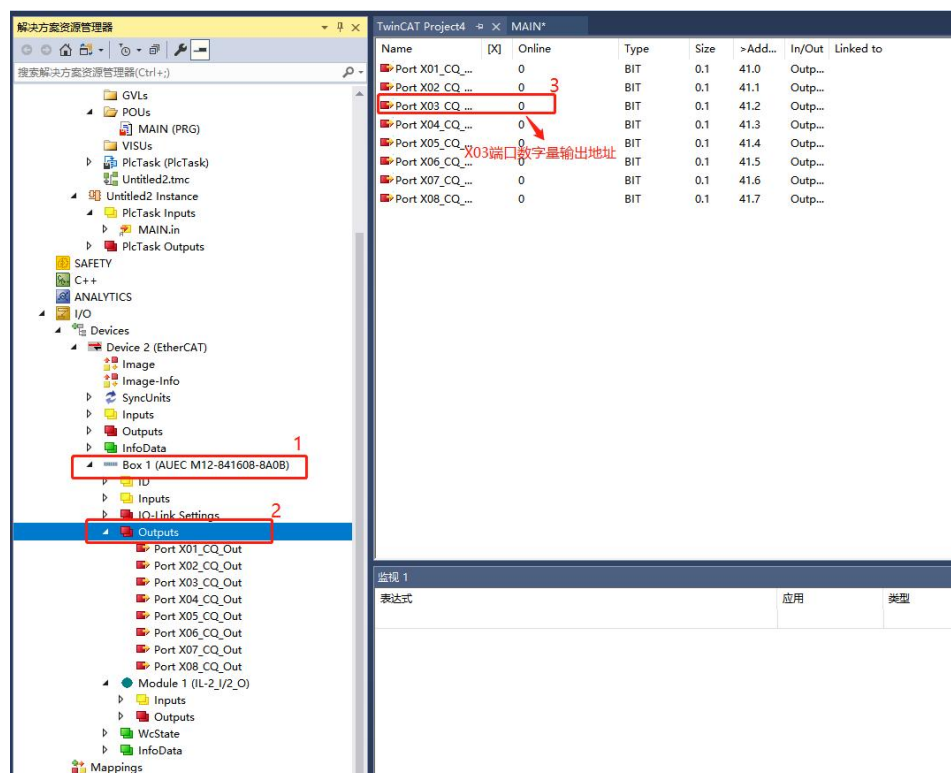 解决方案资源管理器
搜索解决方案资源管理器(Ctrl+;)
GVLs
POUs
MAIN (PRG)
VISUs
PlcTask (PlcTask)
Untitled2.tmc
Untitled2 Instance
PlcTask Inputs
MAIN.in
PlcTask Outputs
SAFETY
C++
ANALYTICS
I/O
Devices
Device 2 (EtherCAT)
Image
Image-Info
SyncUnits
Inputs
Outputs
InfoData
1
Box 1 (AUEC M12-841608-8A0B)
ID
Inputs
IO-Link Settings
2
Outputs
Port X01_CQ_Out
Port X02_CQ_Out
Port X03_CQ_Out
Port X04_CQ_Out
Port X05_CQ_Out
Port X06_CQ_Out
Port X07_CQ_Out
Port X08_CQ_Out
Module 1 (IL-2_I/2_O)
Inputs
Outputs
WcState
InfoData
Mappings
TwinCAT Project4 MAIN*
Name [X] Online Type Size >Add... In/Out Linked to
Port X01_CQ_... 0 BIT 0.1 41.0 Outp...
Port X02 CQ ... 0 BIT 0.1 41.1 Outp...
3
Port X03 CQ ... 0 BIT 0.1 41.2 Outp...
Port X04_CQ_... 0 BIT 0.1 41.3 Outp...
Port X05_CQ_... 0 BIT 0.1 41.4 Outp...
X03端口数字量输出地址
Port X06_CQ_... 0 BIT 0.1 41.5 Outp...
Port X07_CQ_... 0 BIT 0.1 41.6 Outp...
Port X08_CQ_... 0 BIT 0.1 41.7 Outp...
监视 1
表达式 应用 类型